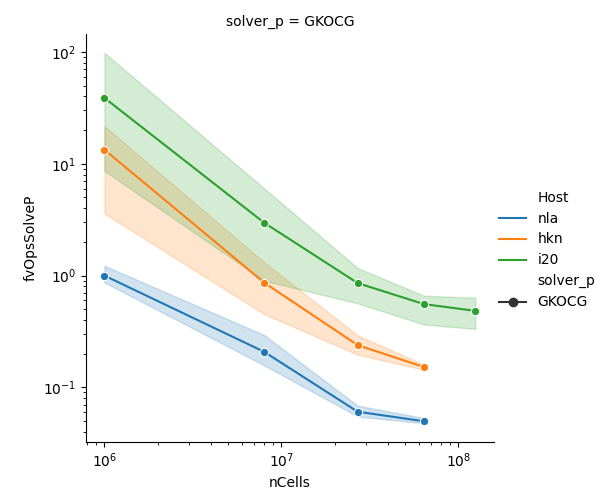 solver_p = GKOCG
10²
10¹
10⁰
10⁻¹
fvOpsSolveP
10⁶
10⁷
10⁸
nCells
Host
nla
hkn
i20
solver_p
GKOCG